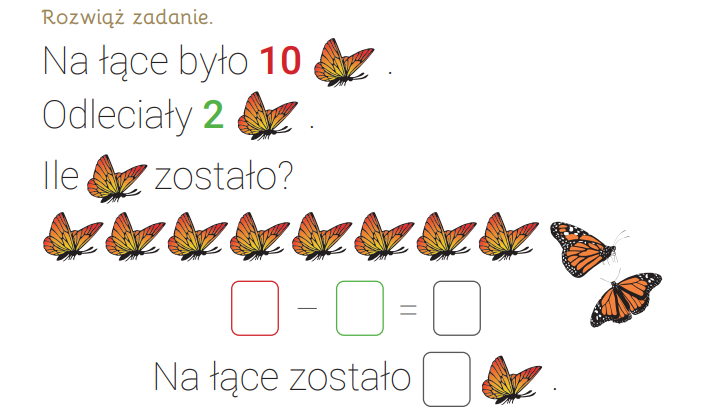 Rozwiąż zadanie.
Na łące było 10 .
Odleciały 2 .
Ile zostało?
− =
Na łące zostało .